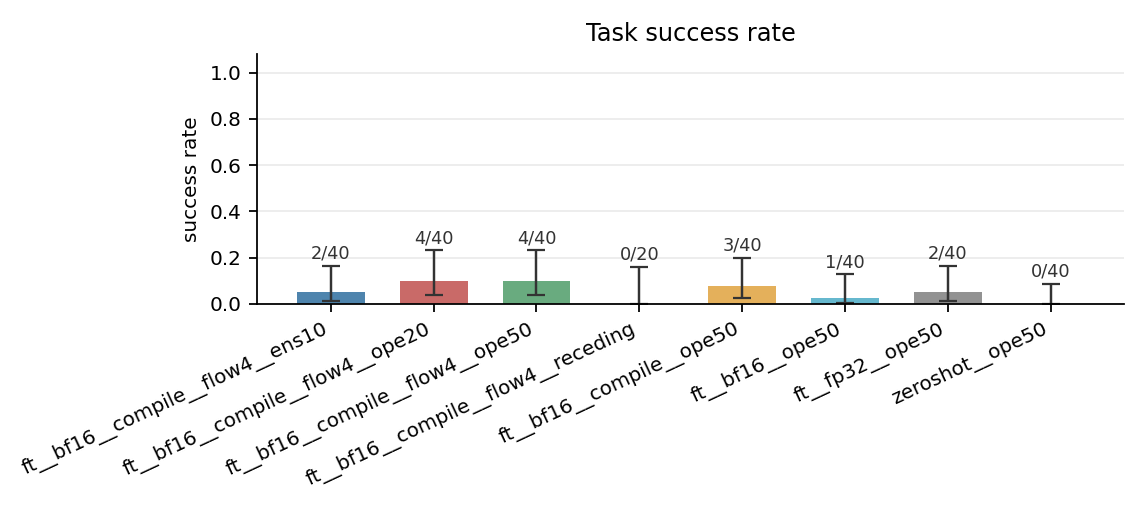 Task success rate
success rate
1.0
0.8
0.6
0.4
0.2
0.0
2/40
4/40
4/40
0/20
3/40
1/40
2/40
0/40
ft__bf16__compile__flow4__ens10
ft__bf16__compile__flow4__ope20
ft__bf16__compile__flow4__ope50
ft__bf16__compile__flow4__receding
ft__bf16__compile__ope50
ft__bf16__ope50
ft__fp32__ope50
zeroshot__ope50